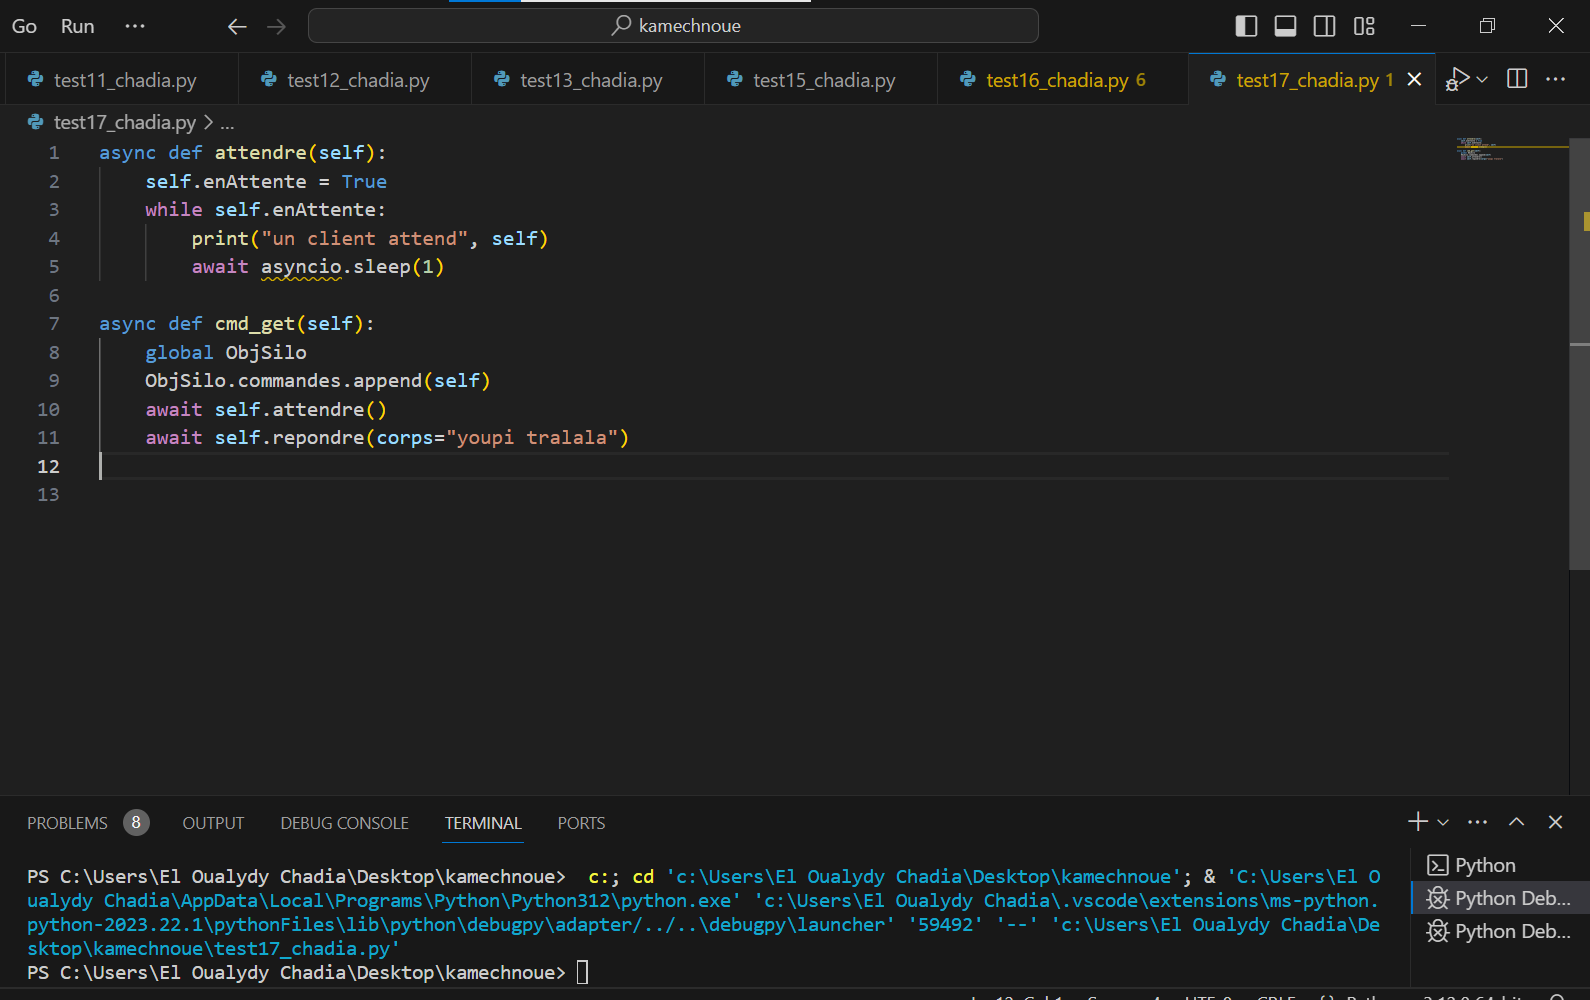 Go Run ··· kamechnoue
test11_chadia.py test12_chadia.py test13_chadia.py test15_chadia.py test16_chadia.py 6 test17_chadia.py 1
test17_chadia.py > ...
1 async def attendre(self):
2 self.enAttente = True
3 while self.enAttente:
4 print("un client attend", self)
5 await asyncio.sleep(1)
6
7 async def cmd_get(self):
8 global ObjSilo
9 ObjSilo.commandes.append(self)
10 await self.attendre()
11 await self.repondre(corps="youpi tralala")
12
13
PROBLEMS 8 OUTPUT DEBUG CONSOLE TERMINAL PORTS
PS C:\Users\El Oualydy Chadia\Desktop\kamechnoue> c:; cd 'c:\Users\El Oualydy Chadia\Desktop\kamechnoue'; & 'C:\Users\El O
ualydy Chadia\AppData\Local\Programs\Python\Python312\python.exe' 'c:\Users\El Oualydy Chadia\.vscode\extensions\ms-python.
python-2023.22.1\pythonFiles\lib\python\debugpy\adapter/../..\debugpy\launcher' '59492' '--' 'c:\Users\El Oualydy Chadia\De
sktop\kamechnoue\test17_chadia.py'
PS C:\Users\El Oualydy Chadia\Desktop\kamechnoue>
Python
Python Deb...
Python Deb...